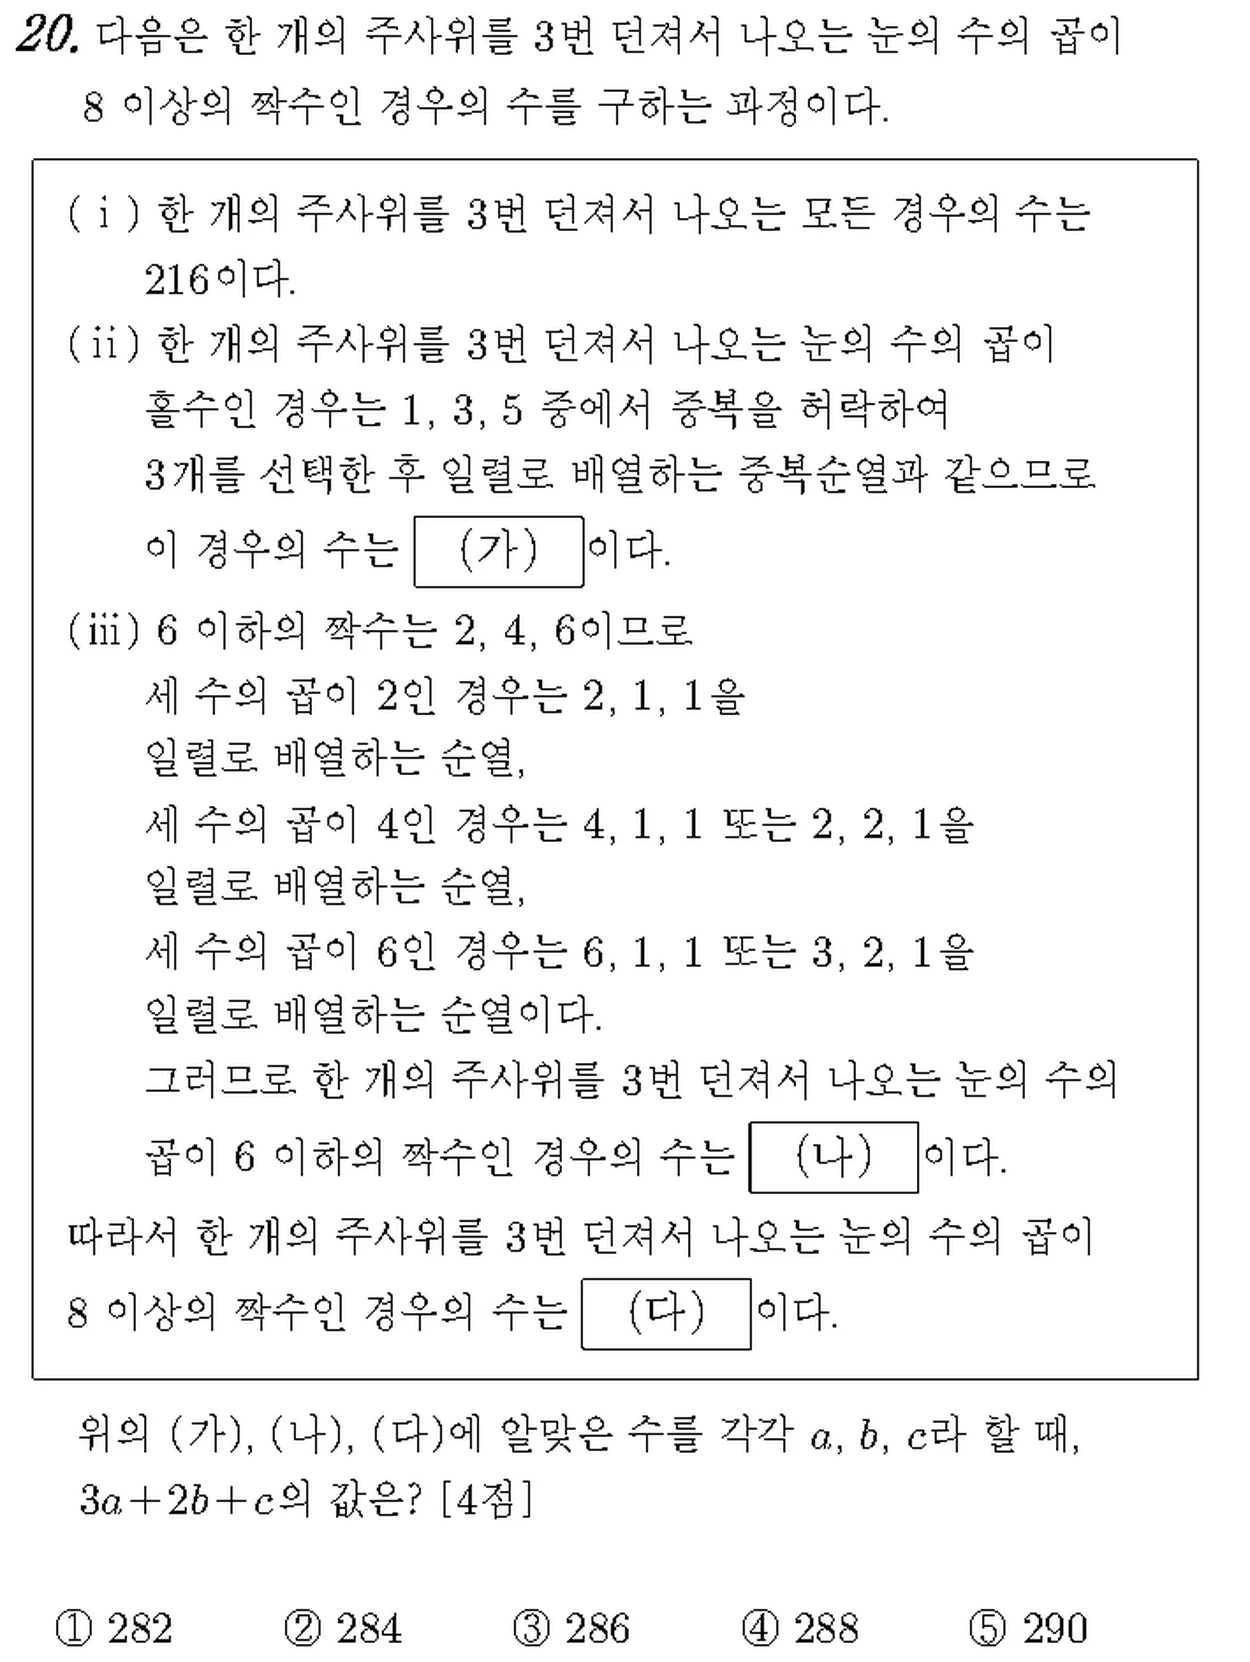 20. 다음은 한 개의 주사위를 3번 던져서 나오는 눈의 수의 곱이
8 이상의 짝수인 경우의 수를 구하는 과정이다.
(ⅰ) 한 개의 주사위를 3번 던져서 나오는 모든 경우의 수는
216이다.
(ⅱ) 한 개의 주사위를 3번 던져서 나오는 눈의 수의 곱이
홀수인 경우는 1, 3, 5 중에서 중복을 허락하여
3개를 선택한 후 일렬로 배열하는 중복순열과 같으므로
이 경우의 수는 (가) 이다.
(ⅲ) 6 이하의 짝수는 2, 4, 6이므로
세 수의 곱이 2인 경우는 2, 1, 1을
일렬로 배열하는 순열,
세 수의 곱이 4인 경우는 4, 1, 1 또는 2, 2, 1을
일렬로 배열하는 순열,
세 수의 곱이 6인 경우는 6, 1, 1 또는 3, 2, 1을
일렬로 배열하는 순열이다.
그러므로 한 개의 주사위를 3번 던져서 나오는 눈의 수의
곱이 6 이하의 짝수인 경우의 수는 (나) 이다.
따라서 한 개의 주사위를 3번 던져서 나오는 눈의 수의 곱이
8 이상의 짝수인 경우의 수는 (다) 이다.
위의 (가), (나), (다)에 알맞은 수를 각각 a, b, c라 할 때,
3a+2b+c의 값은? [4점]
① 282 ② 284 ③ 286 ④ 288 ⑤ 290